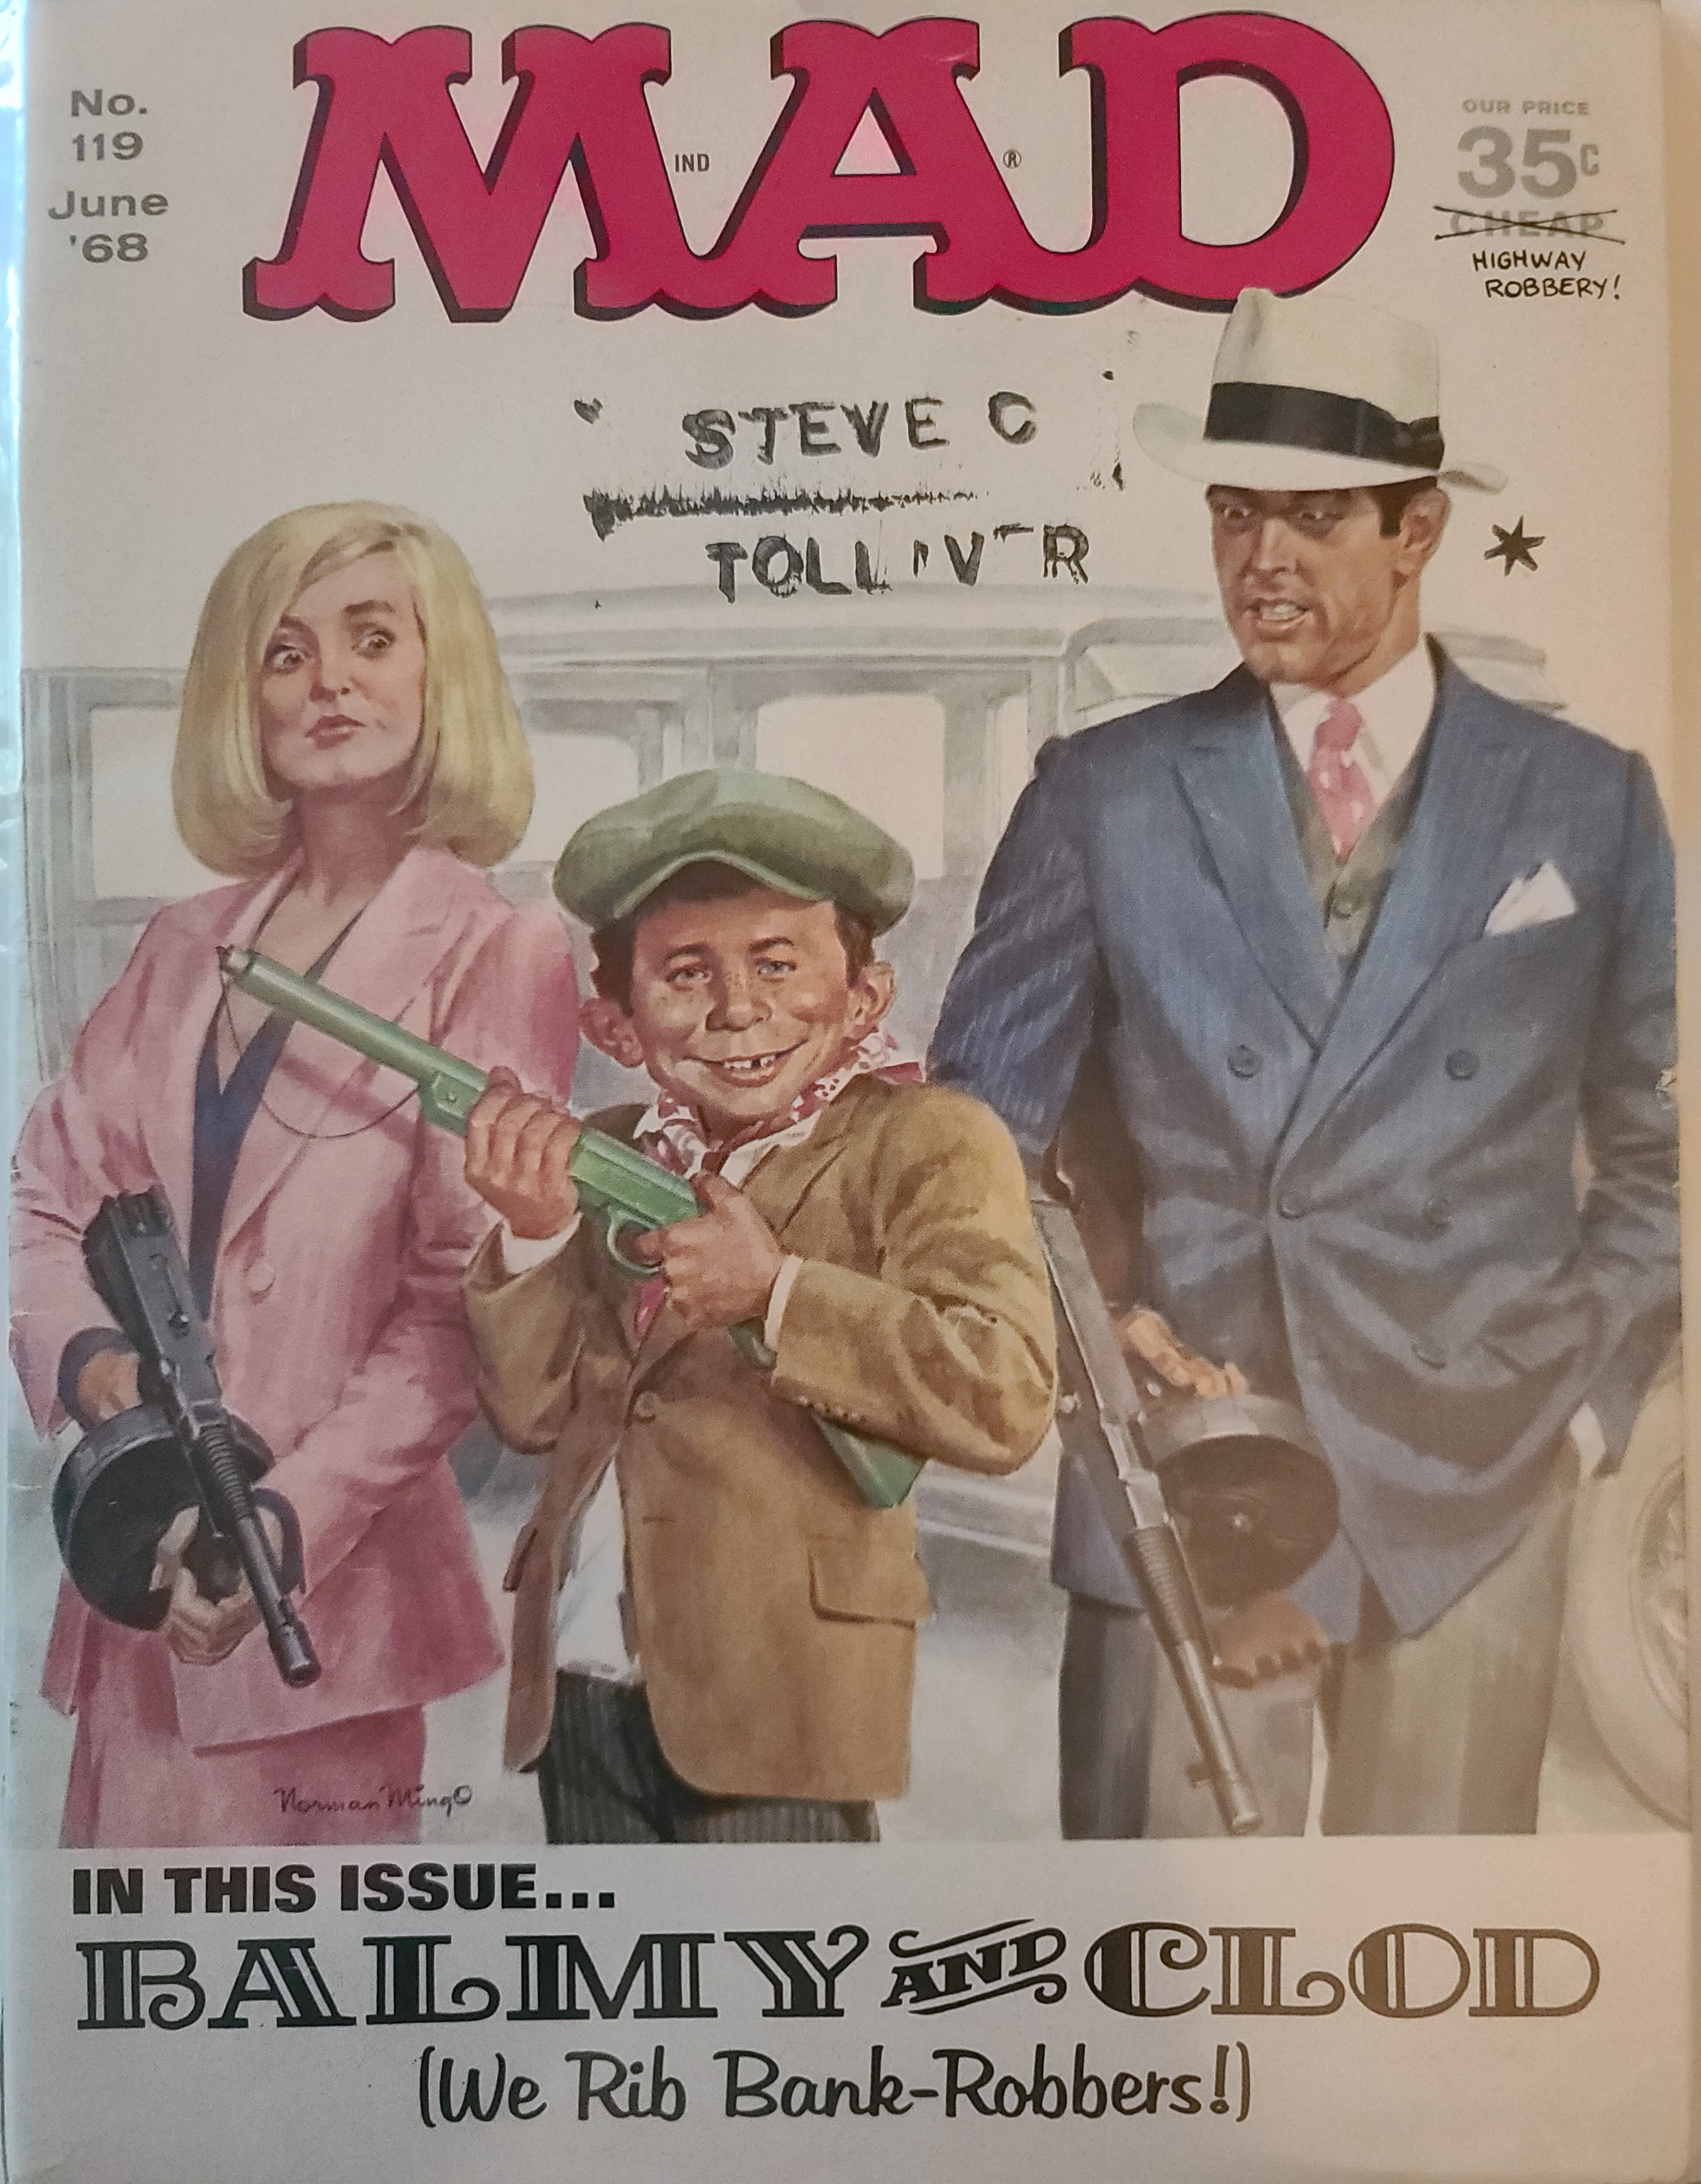 MAD
IND
®
No.
119
June
'68
OUR PRICE
35c
CHEAP
HIGHWAY
ROBBERY!
STEVE C
TOLLIV R
Norman Mingo
IN THIS ISSUE...
BALMY AND CLOD
(We Rib Bank-Robbers!)